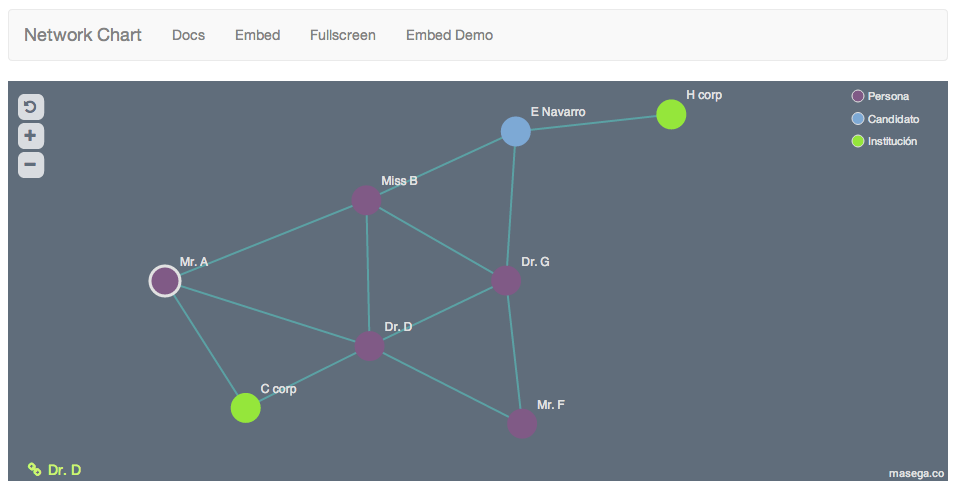 Network Chart Docs Embed Fullscreen Embed Demo
H corp
Persona
E Navarro
Candidato
Institución
Miss B
Mr. A
Dr. G
Dr. D
C corp
Mr. F
Dr. D
masega.co